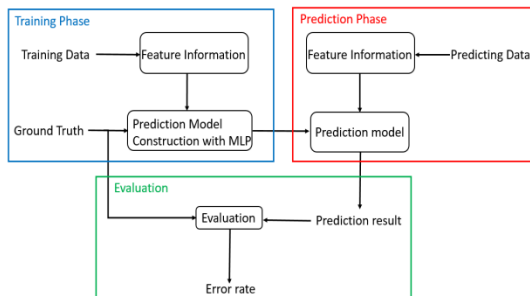 Training Phase
Prediction Phase
Training Data
Feature Information
Feature Information
Predicting Data
Ground Truth
Prediction Model
Construction with MLP
Prediction model
Evaluation
Evaluation
Prediction result
Error rate